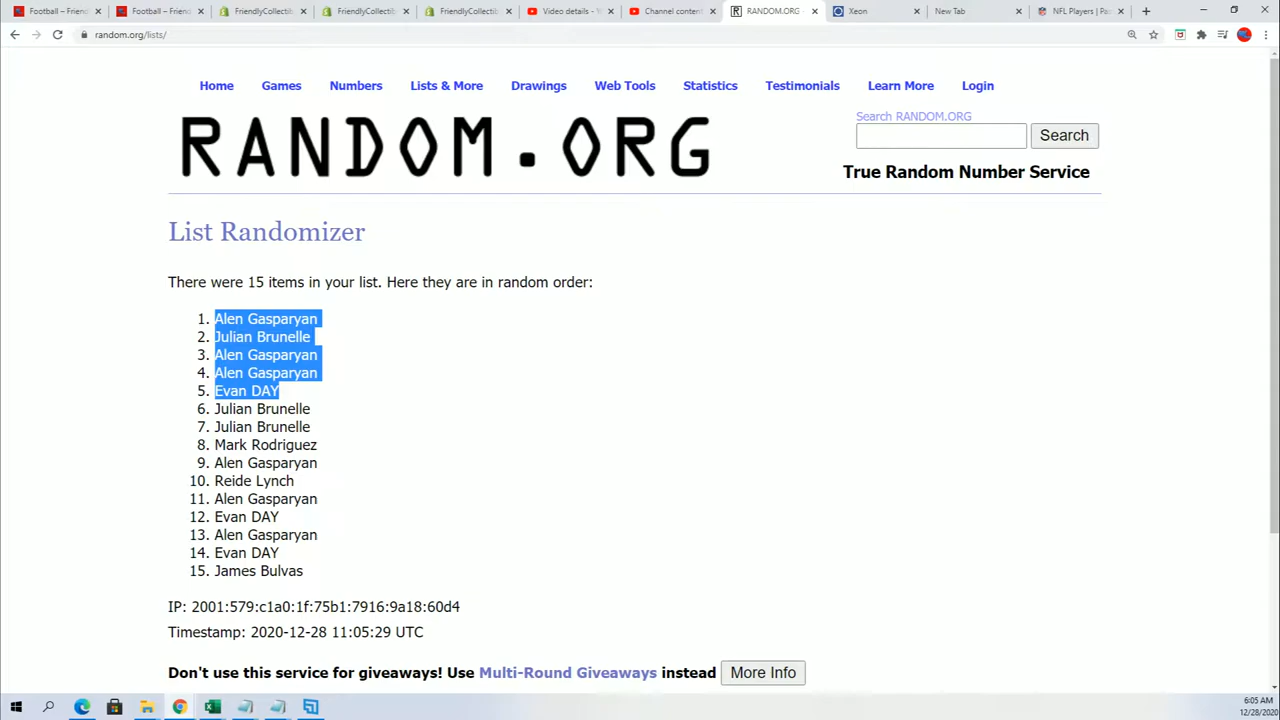 Football – Friend
Football – Friend
FriendlyCollectib
FriendlyCollectib
FriendlyCollectib
Video details - Y
Channel content
RANDOM.ORG
Xeon
New Tab
NFL Players | Pa
random.org/lists/
Home Games Numbers Lists & More Drawings Web Tools Statistics Testimonials Learn More Login
Search RANDOM.ORG
Search
RANDOM.ORG
True Random Number Service
List Randomizer
There were 15 items in your list. Here they are in random order:
1. Alen Gasparyan
2. Julian Brunelle
3. Alen Gasparyan
4. Alen Gasparyan
5. Evan DAY
6. Julian Brunelle
7. Julian Brunelle
8. Mark Rodriguez
9. Alen Gasparyan
10. Reide Lynch
11. Alen Gasparyan
12. Evan DAY
13. Alen Gasparyan
14. Evan DAY
15. James Bulvas
IP: 2001:579:c1a0:1f:75b1:7916:9a18:60d4
Timestamp: 2020-12-28 11:05:29 UTC
Don't use this service for giveaways! Use Multi-Round Giveaways instead More Info
6:05 AM
12/28/2020